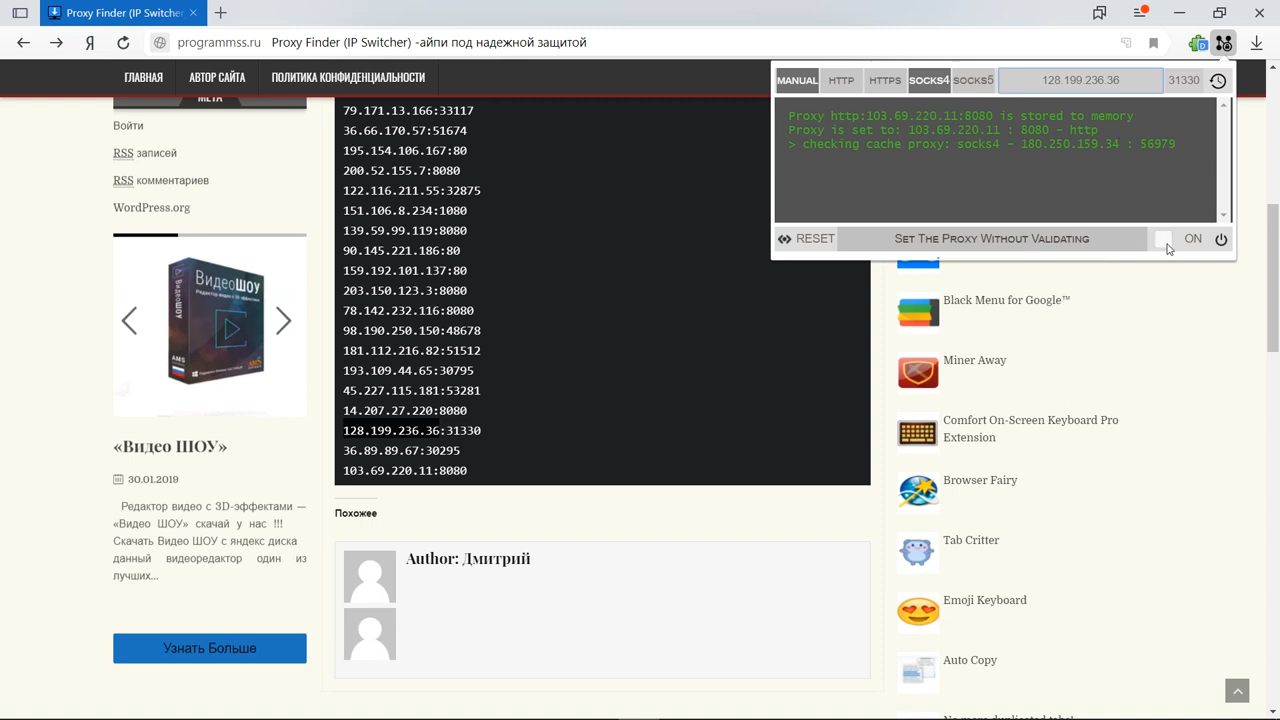 Proxy Finder (IP Switcher
programmss.ru Proxy Finder (IP Switcher) -айпи под надежной защитой
ГЛАВНАЯ АВТОР САЙТА ПОЛИТИКА КОНФИДЕНЦИАЛЬНОСТИ
МЕТА
Войти
RSS записей
RSS комментариев
WordPress.org
ВидеоШОУ
Редактор видео с 3D-эффектами
AMS
«Видео ШОУ»
30.01.2019
Редактор видео с 3D-эффектами —
«Видео ШОУ» скачай у нас !!!
Скачать Видео ШОУ с яндекс диска
данный видеоредактор один из
лучших...
Узнать Больше
79.171.13.166:33117
36.66.170.57:51674
195.154.106.167:80
200.52.155.7:8080
122.116.211.55:32875
151.106.8.234:1080
139.59.99.119:8080
90.145.221.186:80
159.192.101.137:80
203.150.123.3:8080
78.142.232.116:8080
98.190.250.150:48678
181.112.216.82:51512
193.109.44.65:30795
45.227.115.181:53281
14.207.27.220:8080
128.199.236.36:31330
36.89.89.67:30295
103.69.220.11:8080
Похожее
Author: Дмитрий
MANUAL HTTP HTTPS SOCKS4 SOCKS5 128.199.236.36 31330
Proxy http:103.69.220.11:8080 is stored to memory
Proxy is set to: 103.69.220.11 : 8080 - http
> checking cache proxy: socks4 - 180.250.159.34 : 56979
RESET Set The Proxy Without Validating ON
Black Menu for Google™
Miner Away
Comfort On-Screen Keyboard Pro
Extension
Browser Fairy
Tab Critter
Emoji Keyboard
Auto Copy
No more duplicated tabs!